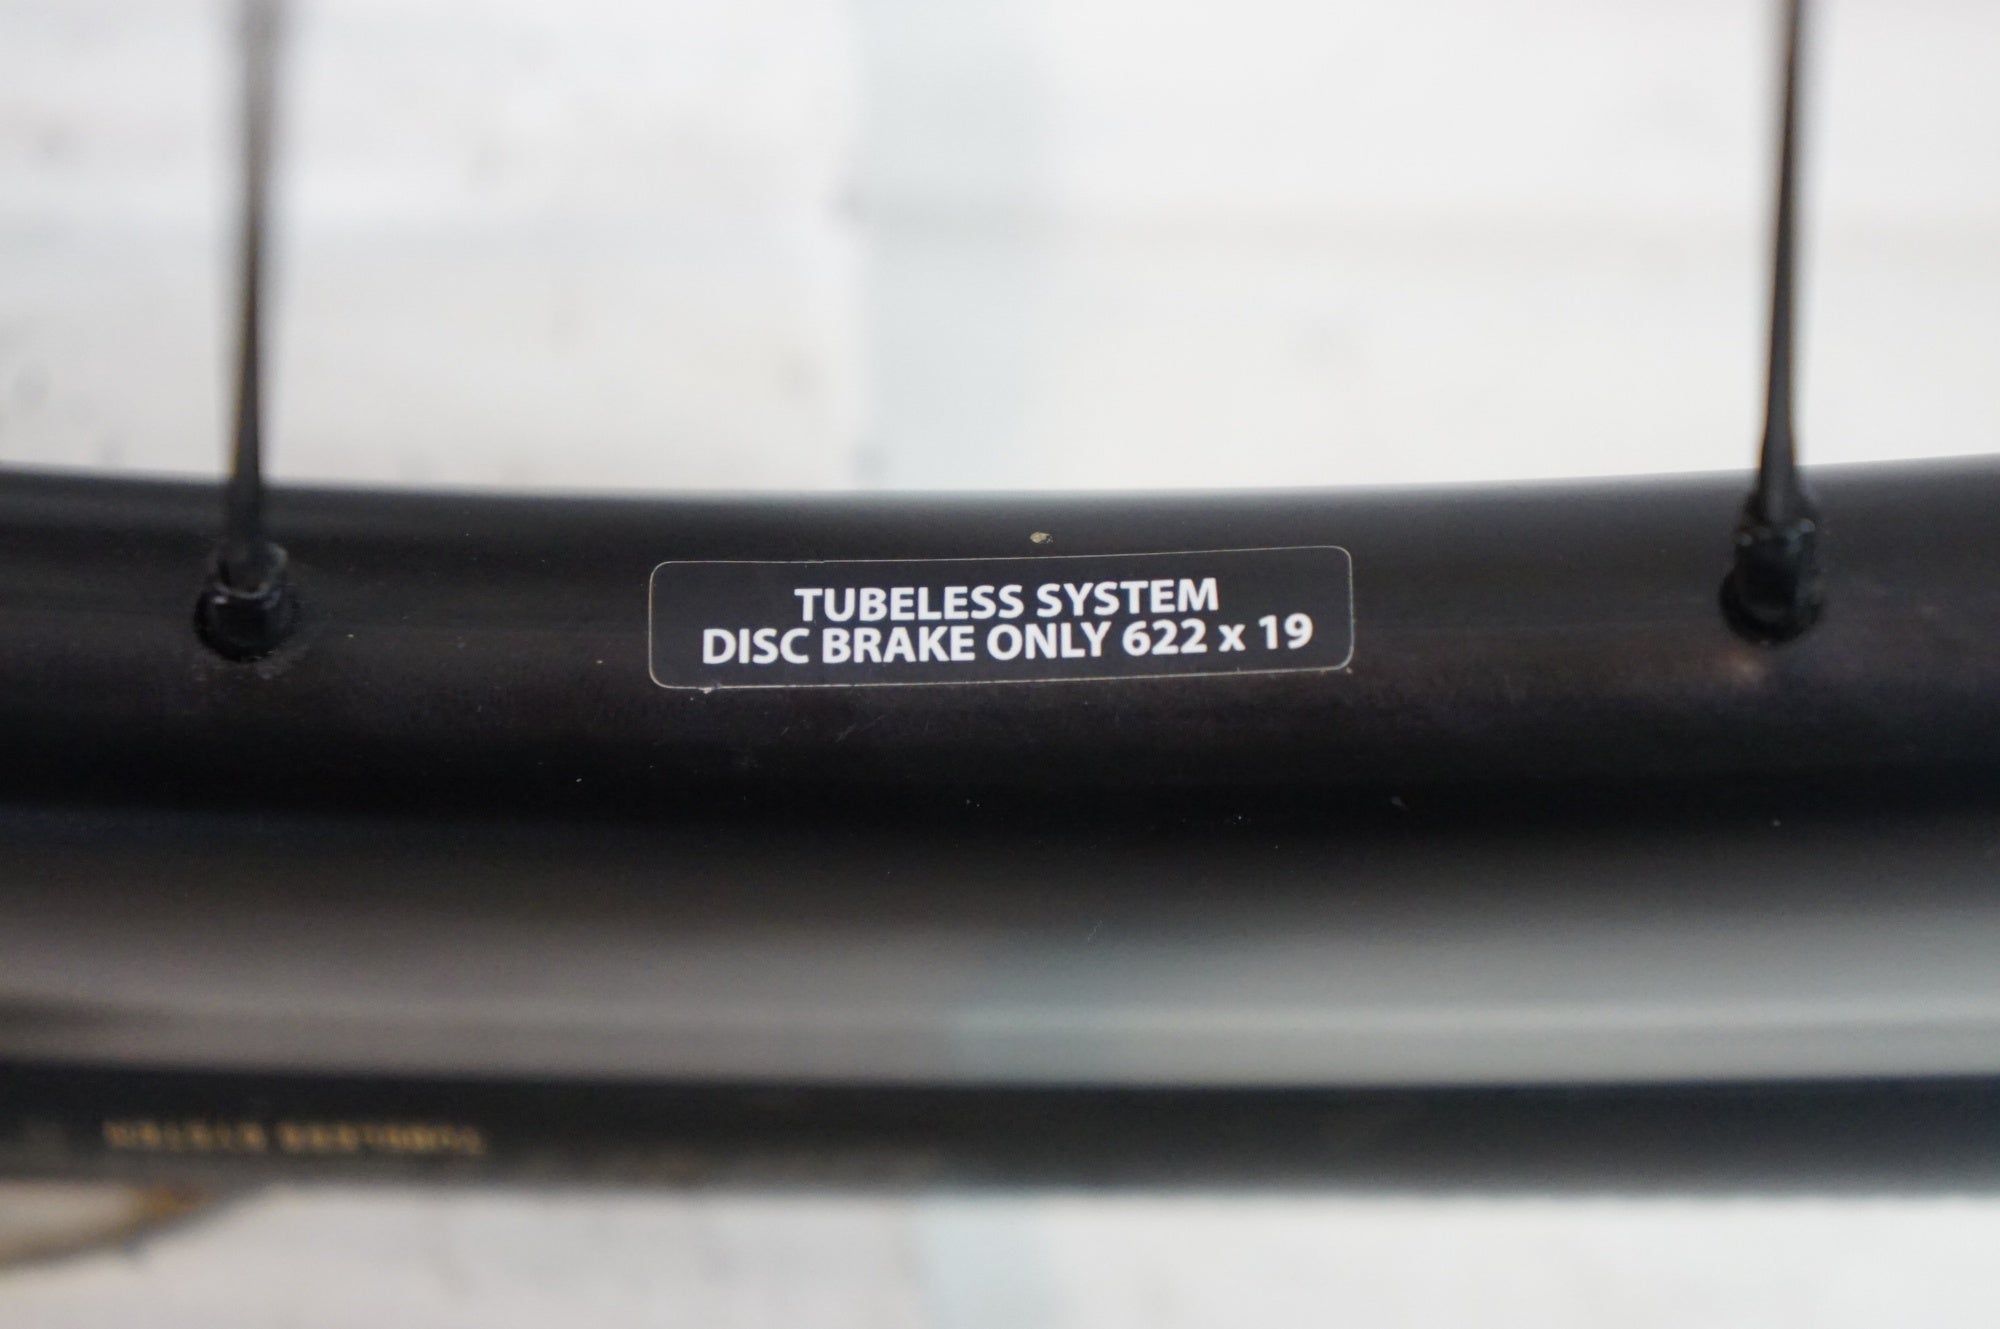 TUBELESS SYSTEM
DISC BRAKE ONLY 622 x 19